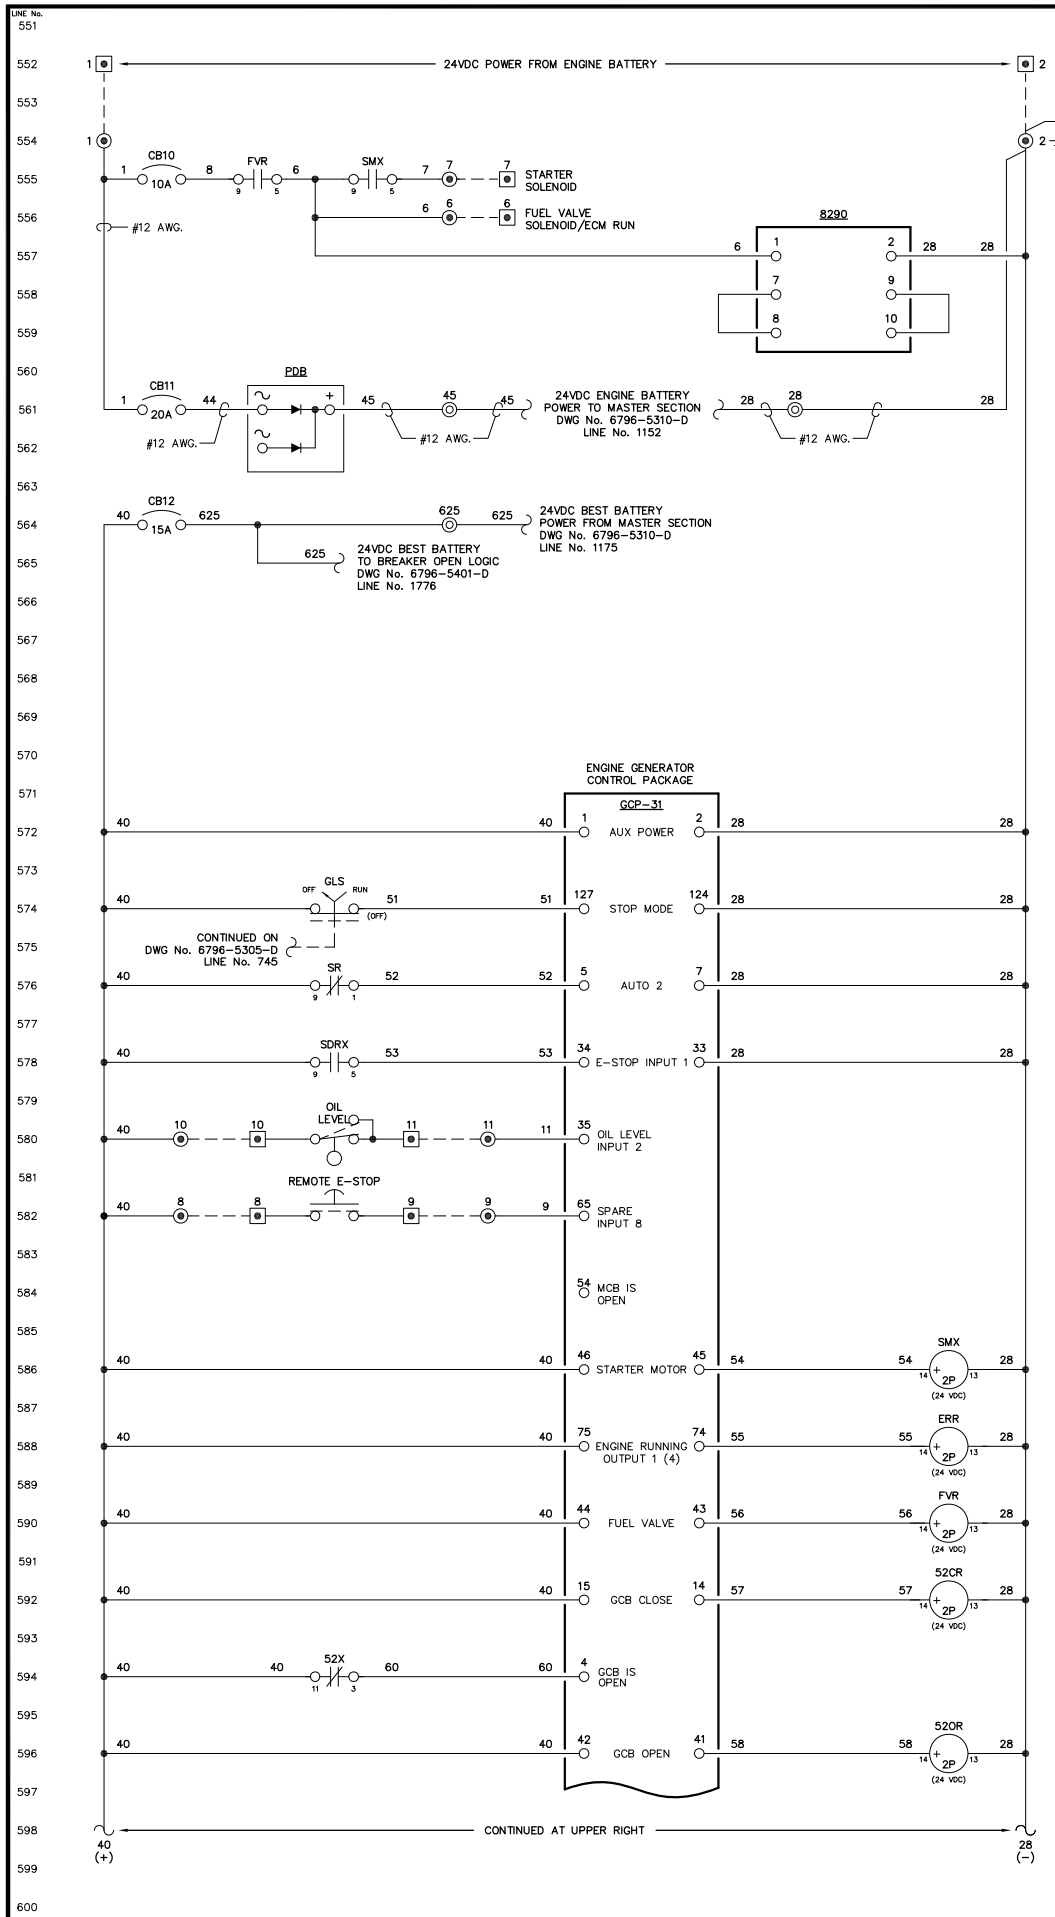 LINE No.
551
552 1 24VDC POWER FROM ENGINE BATTERY 2
553
554 1 2
CB10 FVR SMX
1 8 6 7 7 7 STARTER
555 10A 9 5 9 5 SOLENOID
6 6 6 FUEL VALVE
556 SOLENOID/ECM RUN 8290
#12 AWG.
557 6 1 2 28 28
558 7 9
559 8 10
560
PDB
CB11 24VDC ENGINE BATTERY
1 44 + 45 45 45 POWER TO MASTER SECTION 28 28 28
561 20A DWG No. 6796-5310-D
LINE No. 1152
562 #12 AWG. #12 AWG. #12 AWG.
563
CB12 24VDC BEST BATTERY
40 625 625 625 POWER FROM MASTER SECTION
564 15A DWG No. 6796-5310-D
LINE No. 1175
625 24VDC BEST BATTERY
565 TO BREAKER OPEN LOGIC
DWG No. 6796-5401-D
LINE No. 1776
566
567
568
569
570
ENGINE GENERATOR
CONTROL PACKAGE
571 GCP-31
572 40 40 1 AUX POWER 2 28 28
573
GLS
OFF RUN
574 40 51 51 127 STOP MODE 124 28 28
(OFF)
575 CONTINUED ON
DWG No. 6796-5305-D
LINE No. 745
SR
576 40 52 52 5 AUTO 2 7 28 28
9 1
577
SDRX
578 40 53 53 34 E-STOP INPUT 1 33 28 28
9 5
579
OIL
LEVEL
580 40 10 10 11 11 11 35 OIL LEVEL
INPUT 2
581
REMOTE E-STOP
582 40 8 8 9 9 9 65 SPARE
INPUT 8
583
584 54 MCB IS
OPEN
585
SMX
586 40 40 46 STARTER MOTOR 45 54 54 28
14 + 2P 13
(24 VDC)
587
ERR
588 40 40 75 ENGINE RUNNING 74 55 55 28
OUTPUT 1 (4) 14 + 2P 13
(24 VDC)
589
FVR
590 40 40 44 FUEL VALVE 43 56 56 28
14 + 2P 13
(24 VDC)
591
52CR
592 40 40 15 GCB CLOSE 14 57 57 28
14 + 2P 13
(24 VDC)
593
52X
594 40 40 60 60 4 GCB IS
11 3 OPEN
595
52OR
596 40 40 42 GCB OPEN 41 58 58 28
14 + 2P 13
(24 VDC)
597
598 CONTINUED AT UPPER RIGHT
40 28
(+) (-)
599
600